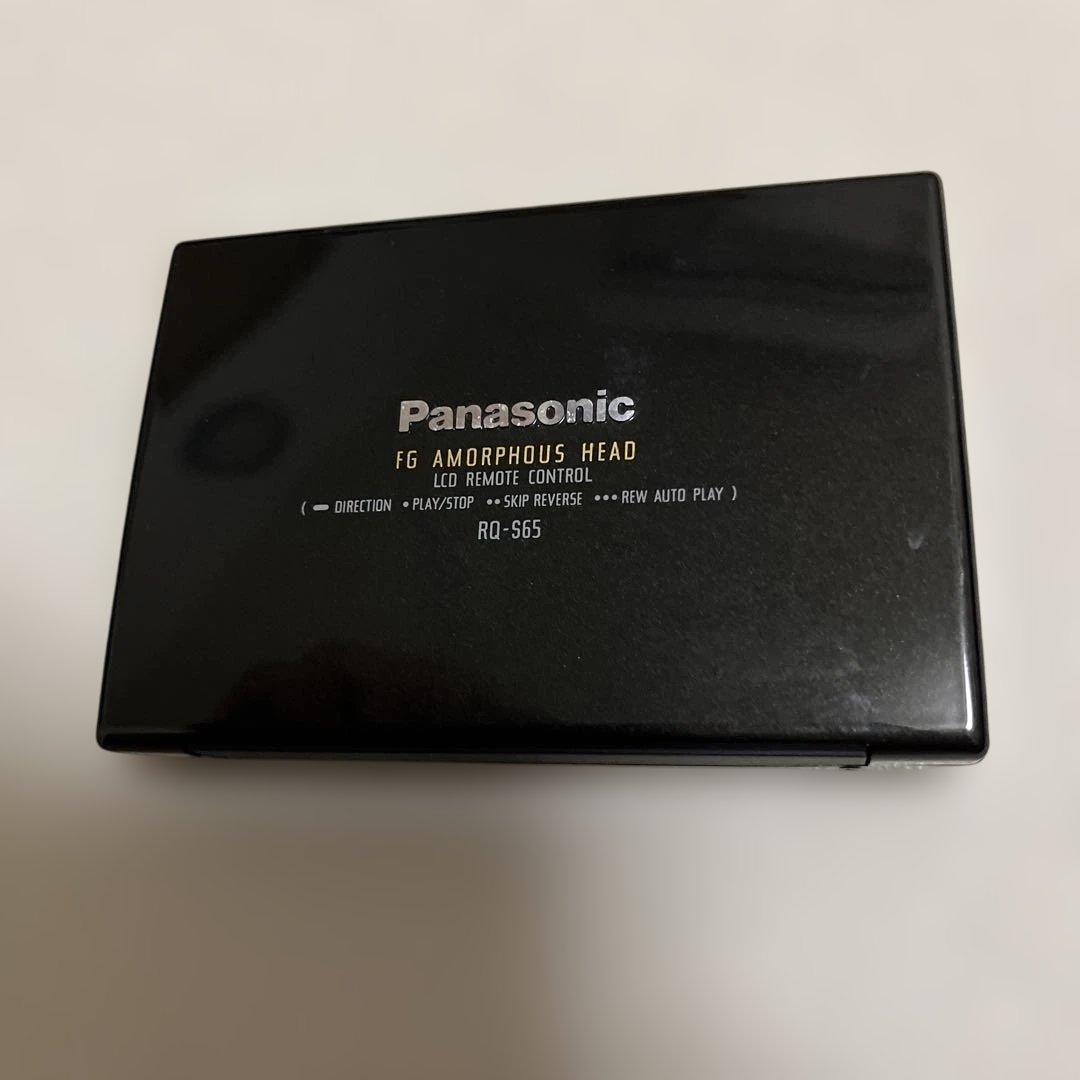 Panasonic
FG AMORPHOUS HEAD
LCD REMOTE CONTROL
( ▬ DIRECTION • PLAY/STOP •• SKIP REVERSE ••• REW AUTO PLAY )
RQ-S65